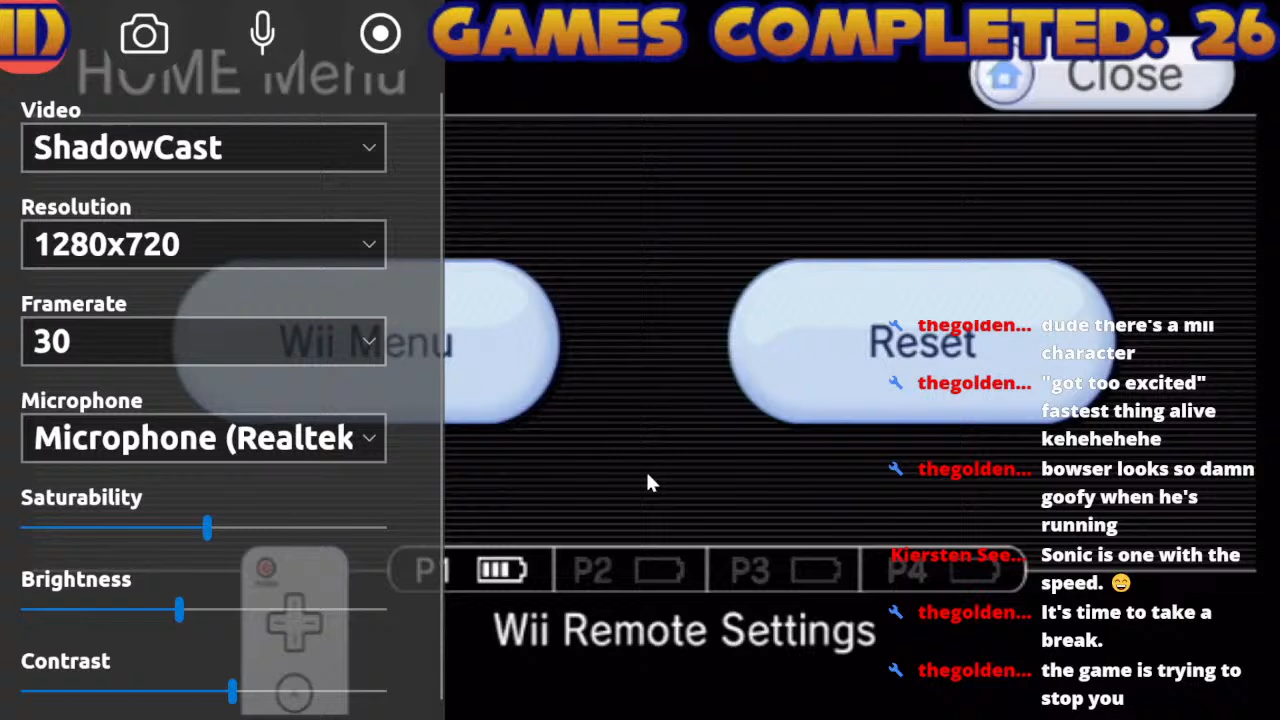 GAMES COMPLETED: 26
HOME Menu
Close
Video
ShadowCast
Resolution
1280x720
Framerate
30
Microphone
Microphone (Realtek
Saturability
Brightness
Contrast
Wii Menu
Reset
P1
P2
P3
P4
Wii Remote Settings
thegolden... dude there's a mii
character
thegolden... "got too excited"
fastest thing alive
kehehehehe
thegolden... bowser looks so damn
goofy when he's
running
Kiersten See... Sonic is one with the
speed. 😄
thegolden... It's time to take a
break.
thegolden... the game is trying to
stop you